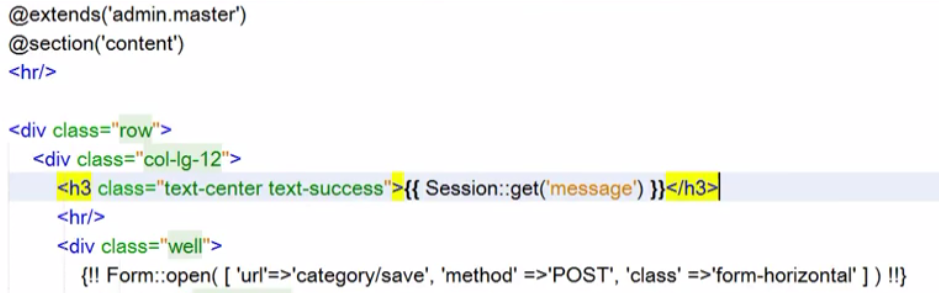 @extends('admin.master')
@section('content')
<hr/>
<div class="row">
<div class="col-lg-12">
<h3 class="text-center text-success">{{ Session::get('message') }}</h3>
<hr/>
<div class="well">
{!! Form::open( [ 'url'=>'category/save', 'method' =>'POST', 'class' =>'form-horizontal' ] ) !!}